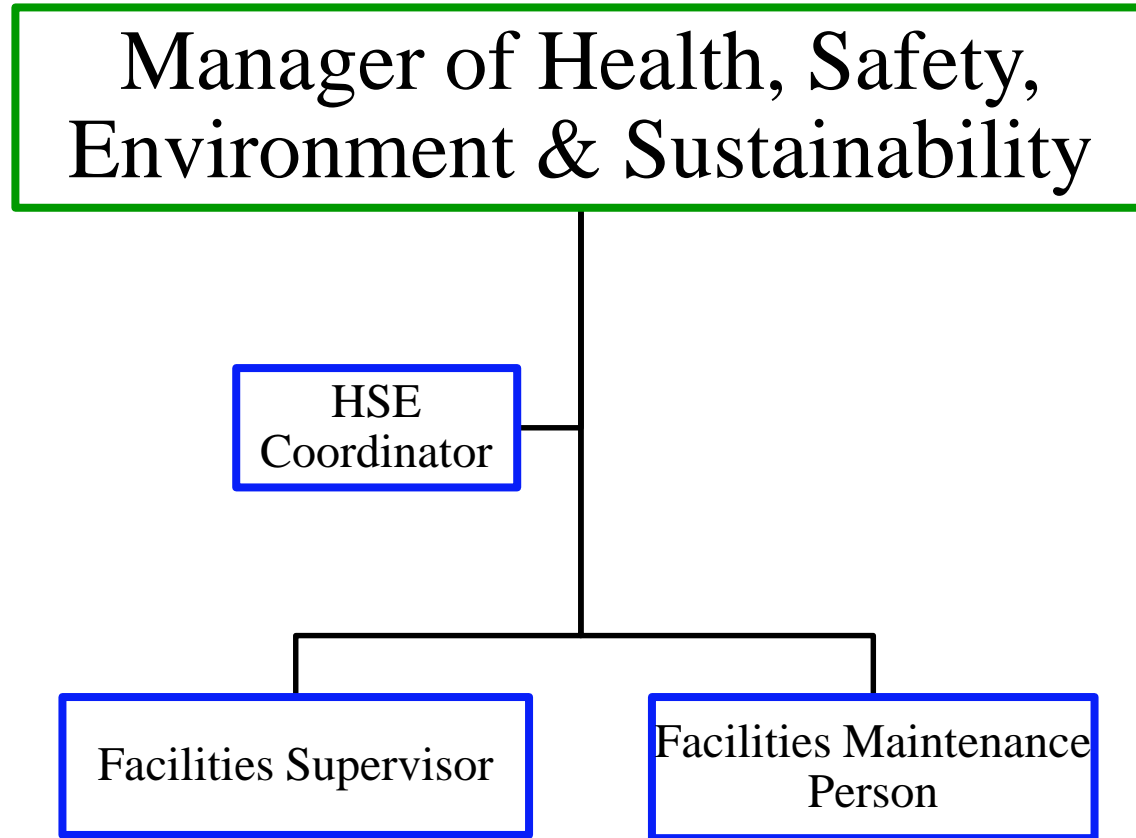 Manager of Health, Safety,
Environment & Sustainability
HSE
Coordinator
Facilities Supervisor
Facilities Maintenance
Person